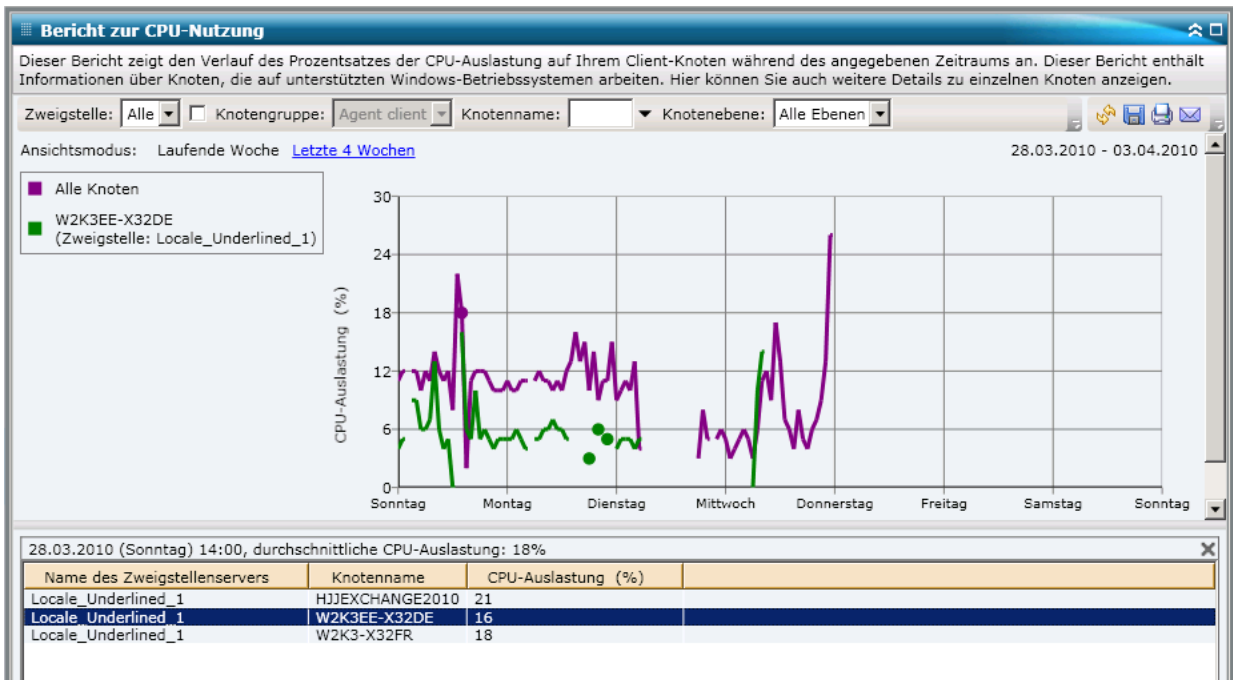 Bericht zur CPU-Nutzung
Dieser Bericht zeigt den Verlauf des Prozentsatzes der CPU-Auslastung auf Ihrem Client-Knoten während des angegebenen Zeitraums an. Dieser Bericht enthält
Informationen über Knoten, die auf unterstützten Windows-Betriebssystemen arbeiten. Hier können Sie auch weitere Details zu einzelnen Knoten anzeigen.
Zweigstelle: Alle Knotengruppe: Agent client Knotenname: Knotenebene: Alle Ebenen
Ansichtsmodus: Laufende Woche Letzte 4 Wochen 28.03.2010 - 03.04.2010
Alle Knoten
W2K3EE-X32DE
(Zweigstelle: Locale_Underlined_1)
CPU-Auslastung (%)
30
24
18
12
6
0
Sonntag Montag Dienstag Mittwoch Donnerstag Freitag Samstag Sonntag
28.03.2010 (Sonntag) 14:00, durchschnittliche CPU-Auslastung: 18%
Name des Zweigstellenservers Knotenname CPU-Auslastung (%)
Locale_Underlined_1 HJJEXCHANGE2010 21
Locale_Underlined_1 W2K3EE-X32DE 16
Locale_Underlined_1 W2K3-X32FR 18